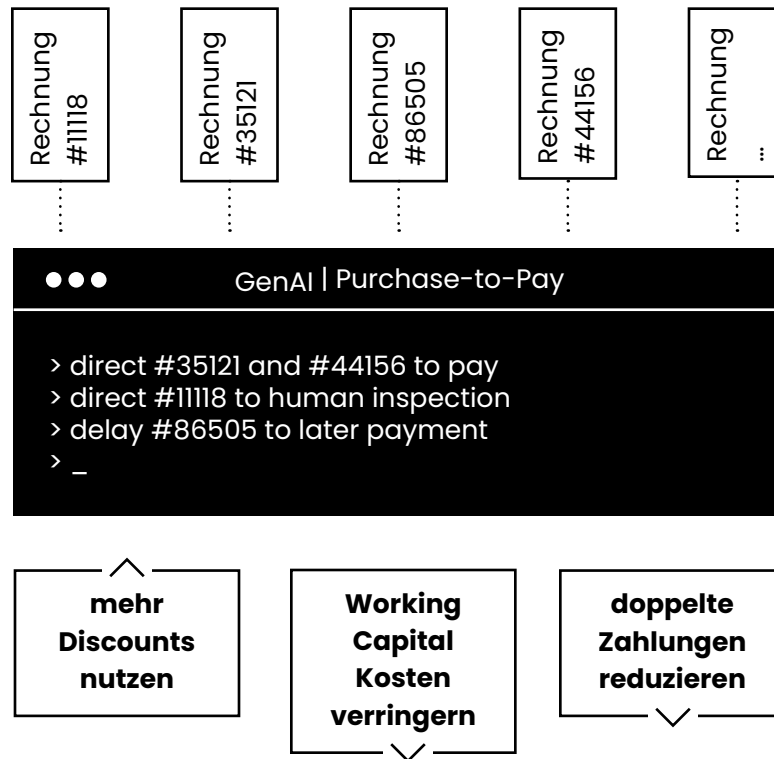 Rechnung
#11118
Rechnung
#35121
Rechnung
#86505
Rechnung
#44156
Rechnung
...
GenAI | Purchase-to-Pay
> direct #35121 and #44156 to pay
> direct #11118 to human inspection
> delay #86505 to later payment
> _
mehr
Discounts
nutzen
Working
Capital
Kosten
verringern
doppelte
Zahlungen
reduzieren